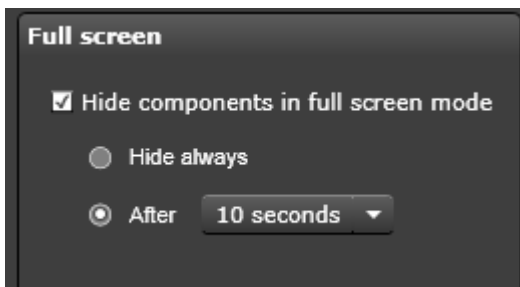 Full screen
Hide components in full screen mode
Hide always
After 10 seconds